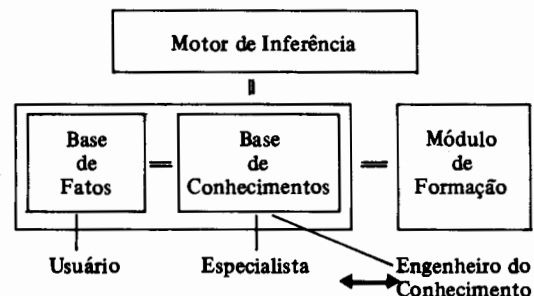 Motor de Inferência
Base
de
Fatos
Base
de
Conhecimentos
Módulo
de
Formação
Usuário
Especialista
Engenheiro do
Conhecimento